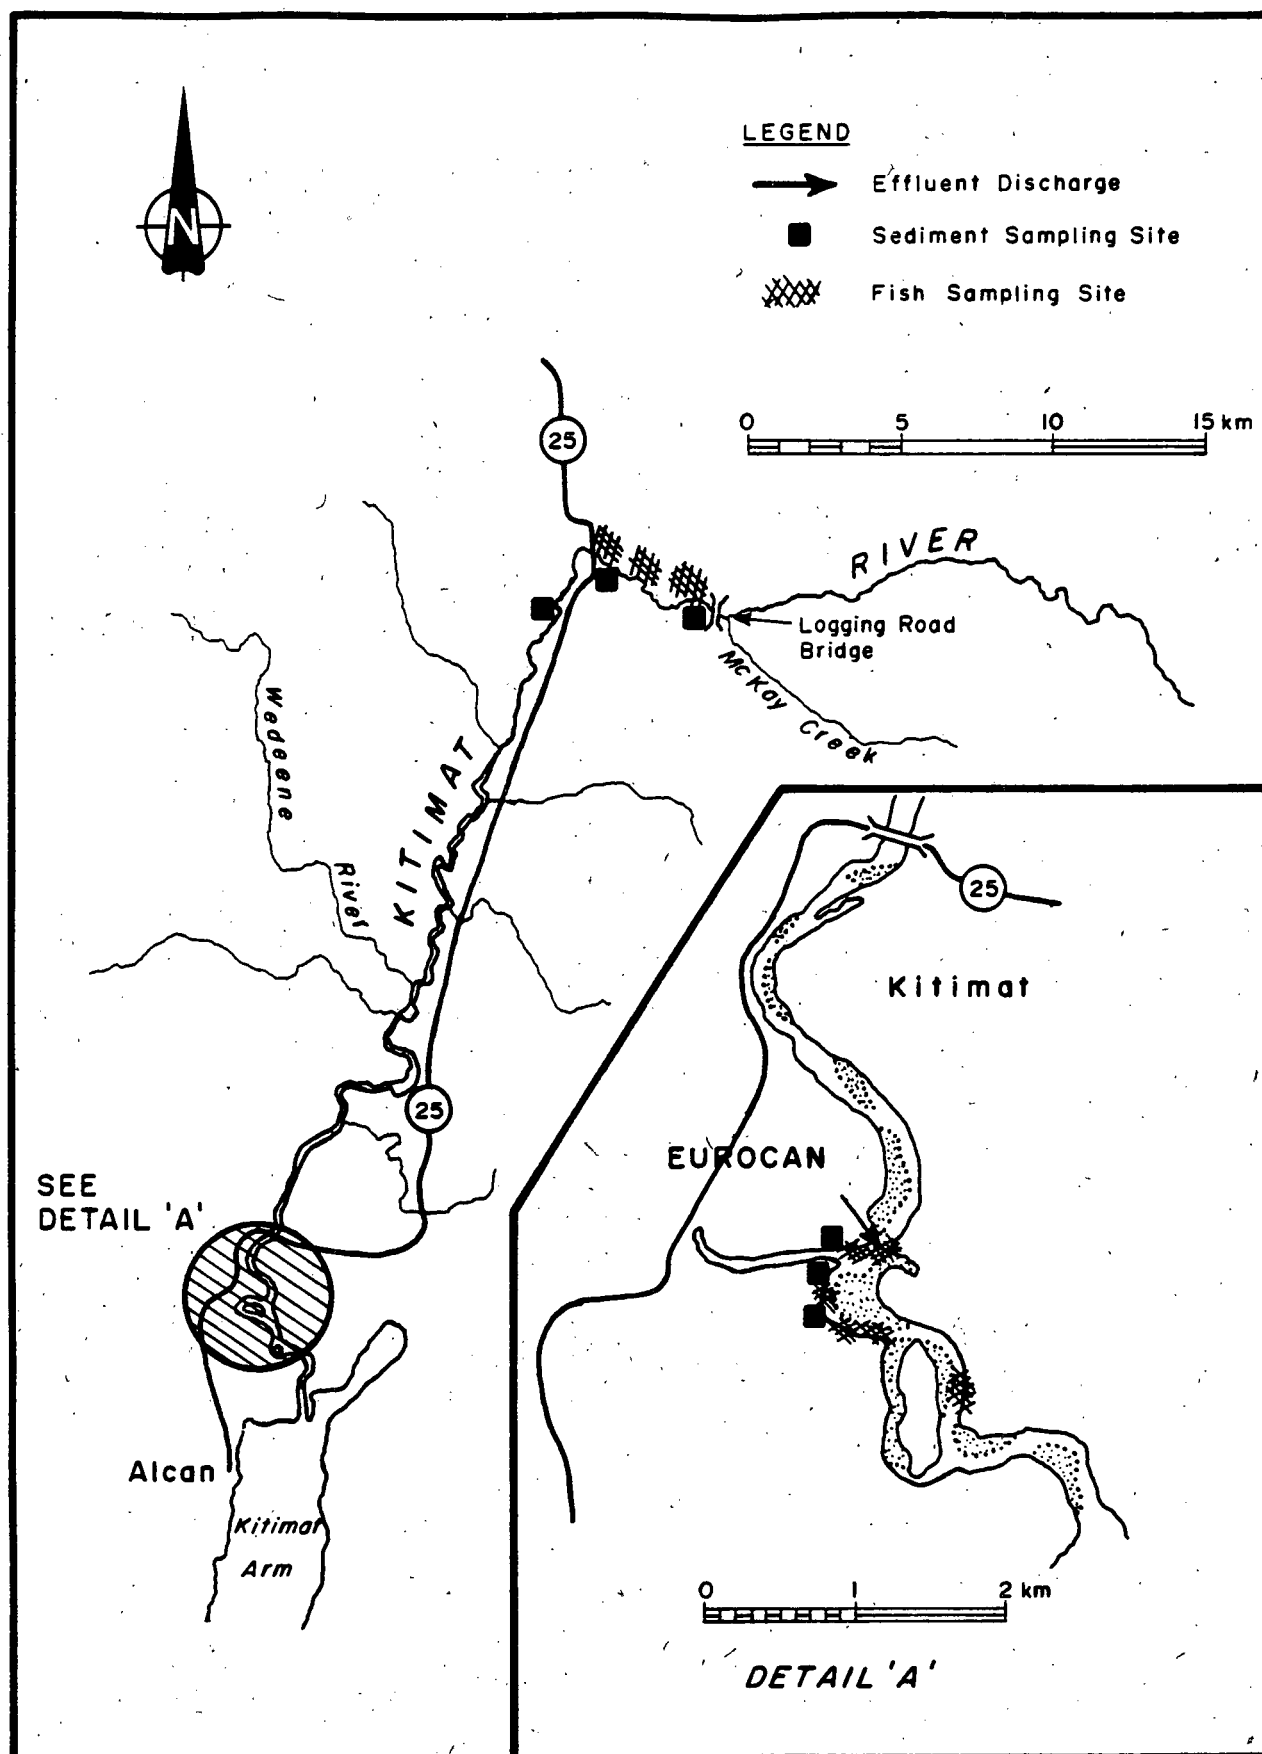 N
LEGEND
Effluent Discharge
Sediment Sampling Site
Fish Sampling Site
0 5 10 15 km
25
RIVER
Logging Road
Bridge
McKay Creek
Wedeene
River
KITIMAT
25
Kitimat
25
EUROCAN
SEE
DETAIL 'A'
Alcan
Kitimat
Arm
0 1 2 km
DETAIL 'A'